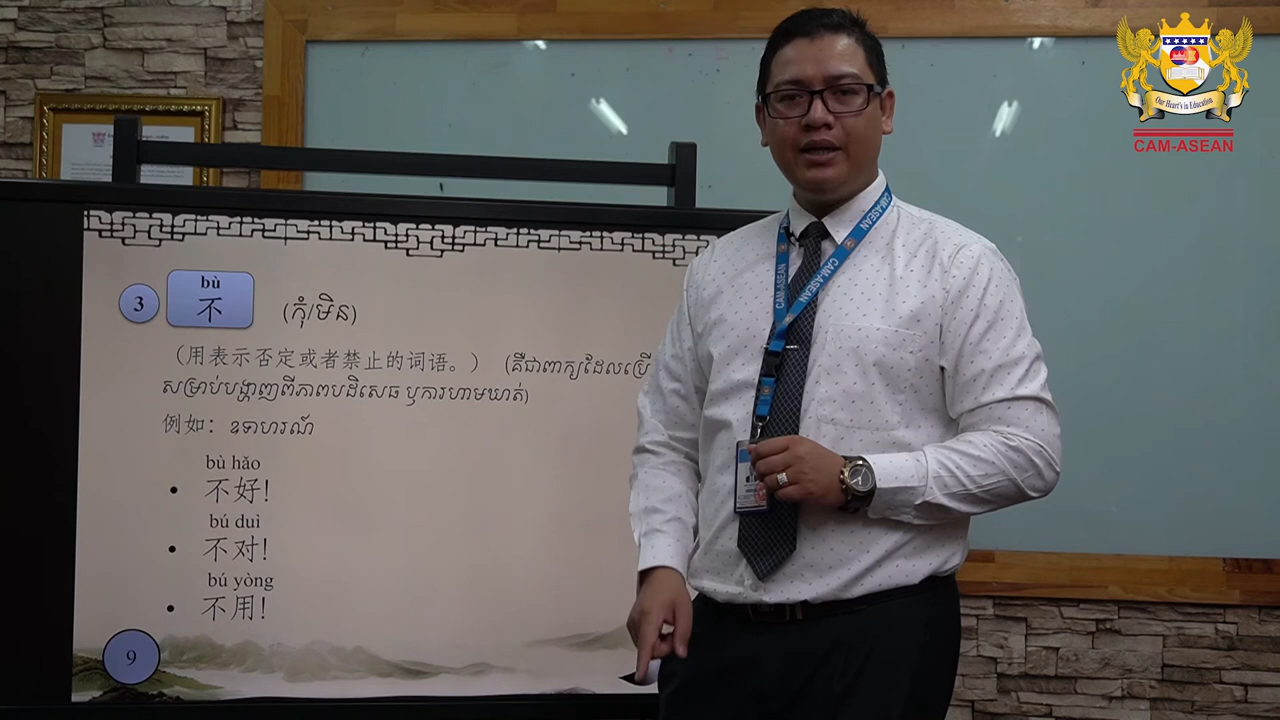 Our Heart's in Education
CAM-ASEAN
CAM-ASEAN
CAM-ASEAN
CAM-ASEAN
bù
3 不 (កុំ/មិន)
（用表示否定或者禁止的词语。） (គឺជាពាក្យដែលប្រើ
សម្រាប់បង្ហាញពីភាពបដិសេធ ឬការហាមឃាត់)
例如：ឧទាហរណ៍
bù hǎo
• 不好!
bú duì
• 不对!
bú yòng
• 不用!
9